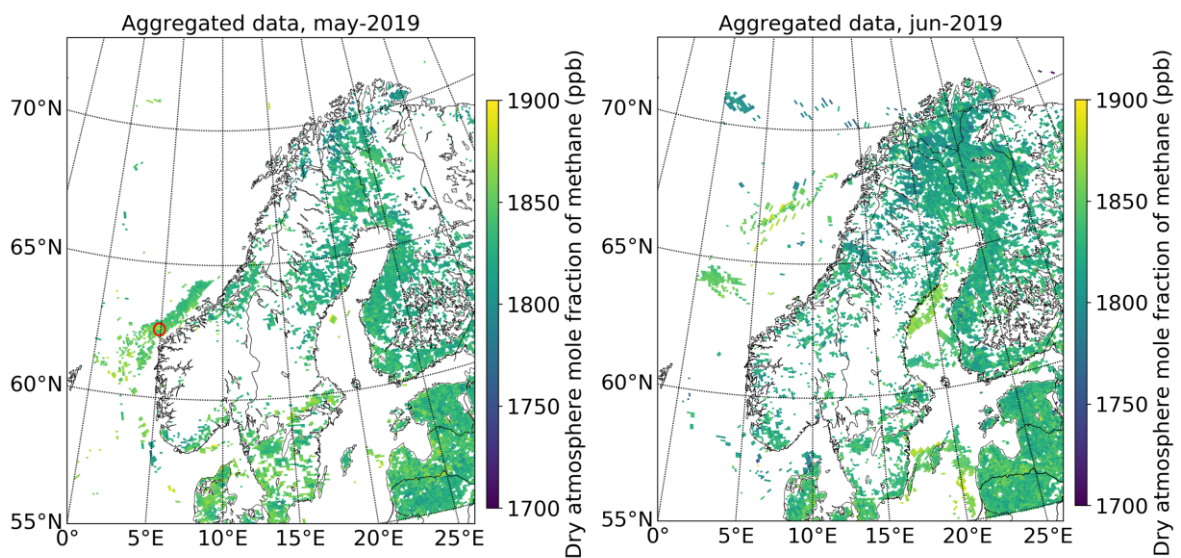 Aggregated data, may-2019
70°N
65°N
60°N
55°N
0°
5°E
10°E
15°E
20°E
25°E
1900
1850
1800
1750
1700
Dry atmosphere mole fraction of methane (ppb)
Aggregated data, jun-2019
70°N
65°N
60°N
55°N
0°
5°E
10°E
15°E
20°E
25°E
1900
1850
1800
1750
1700
Dry atmosphere mole fraction of methane (ppb)